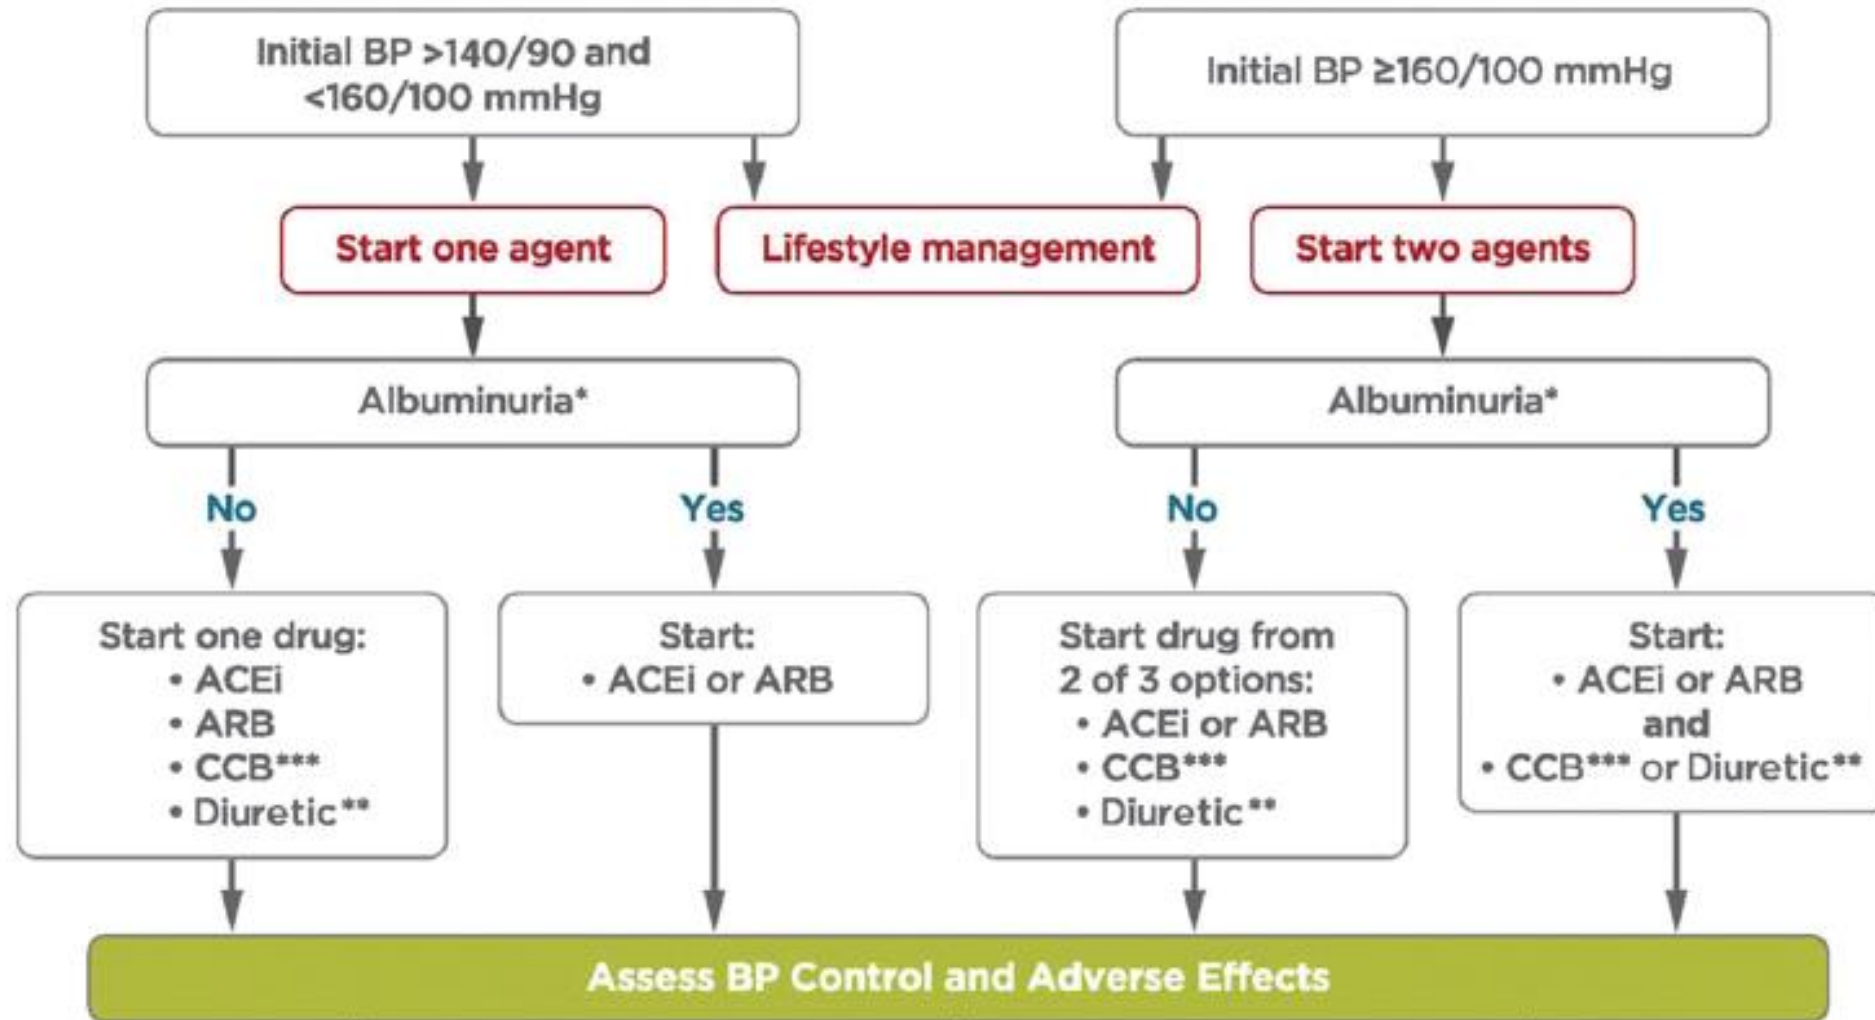 Initial BP >140/90 and
<160/100 mmHg
Initial BP ≥160/100 mmHg
Start one agent
Lifestyle management
Start two agents
Albuminuria*
Albuminuria*
No
Yes
No
Yes
Start one drug:
• ACEi
• ARB
• CCB***
• Diuretic**
Start:
• ACEi or ARB
Start drug from
2 of 3 options:
• ACEi or ARB
• CCB***
• Diuretic**
Start:
• ACEi or ARB
and
• CCB*** or Diuretic**
Assess BP Control and Adverse Effects